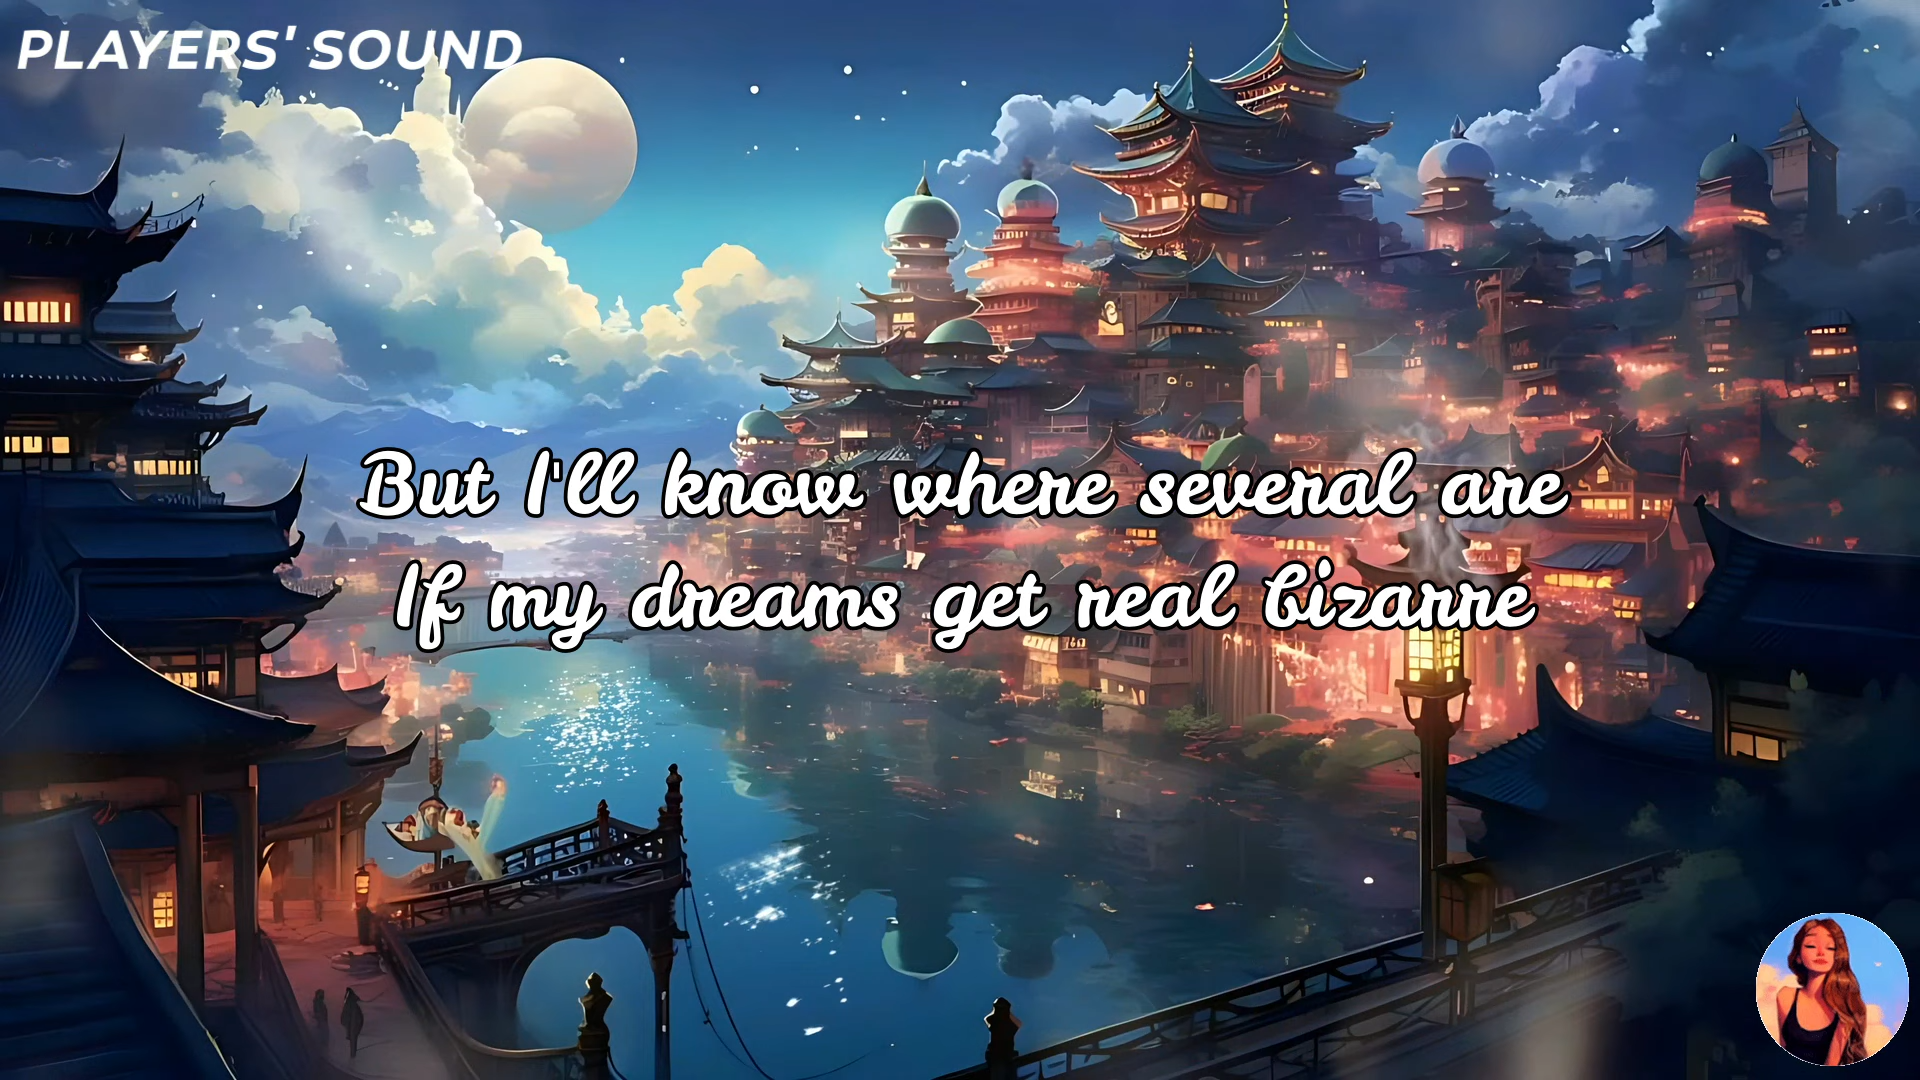 PLAYERS' SOUND
But I'll know where several are
If my dreams get real bizarre